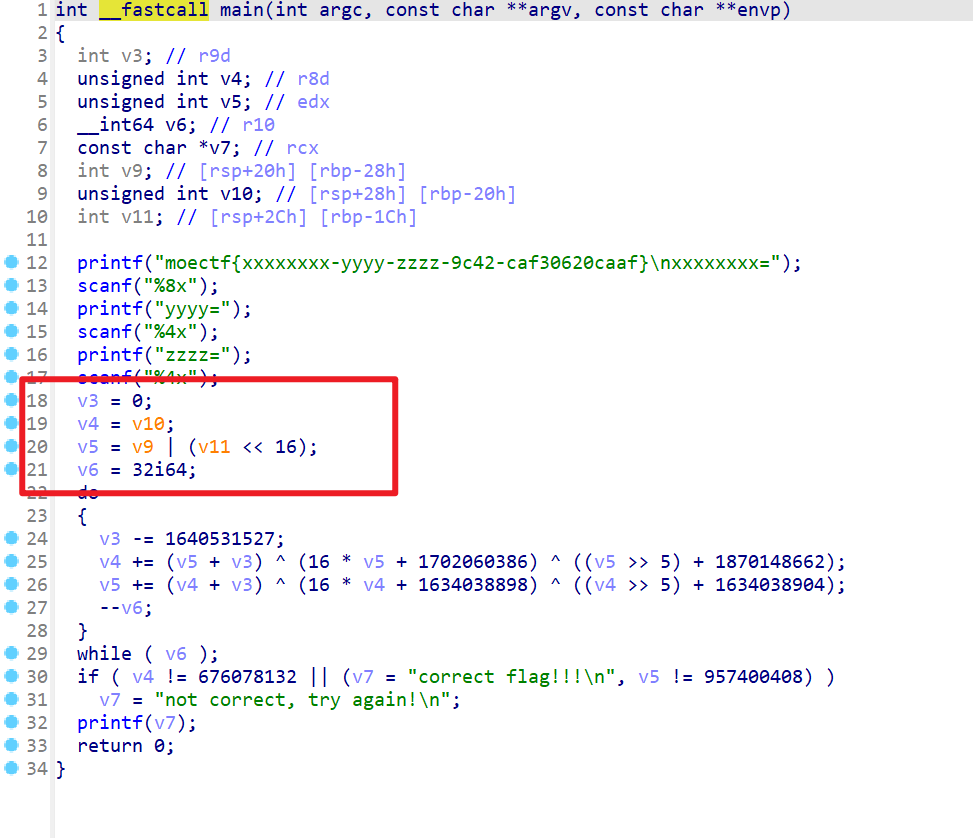 1 int __fastcall main(int argc, const char **argv, const char **envp)
2 {
3 int v3; // r9d
4 unsigned int v4; // r8d
5 unsigned int v5; // edx
6 __int64 v6; // r10
7 const char *v7; // rcx
8 int v9; // [rsp+20h] [rbp-28h]
9 unsigned int v10; // [rsp+28h] [rbp-20h]
10 int v11; // [rsp+2Ch] [rbp-1Ch]
11
12 printf("moectf{xxxxxxxx-yyyy-zzzz-9c42-caf30620caaf}\nxxxxxxxx=");
13 scanf("%8x");
14 printf("yyyy=");
15 scanf("%4x");
16 printf("zzzz=");
17 scanf("%4x");
18 v3 = 0;
19 v4 = v10;
20 v5 = v9 | (v11 << 16);
21 v6 = 32i64;
22 do
23 {
24 v3 -= 1640531527;
25 v4 += (v5 + v3) ^ (16 * v5 + 1702060386) ^ ((v5 >> 5) + 1870148662);
26 v5 += (v4 + v3) ^ (16 * v4 + 1634038898) ^ ((v4 >> 5) + 1634038904);
27 --v6;
28 }
29 while ( v6 );
30 if ( v4 != 676078132 || (v7 = "correct flag!!!\n", v5 != 957400408) )
31 v7 = "not correct, try again!\n";
32 printf(v7);
33 return 0;
34 }